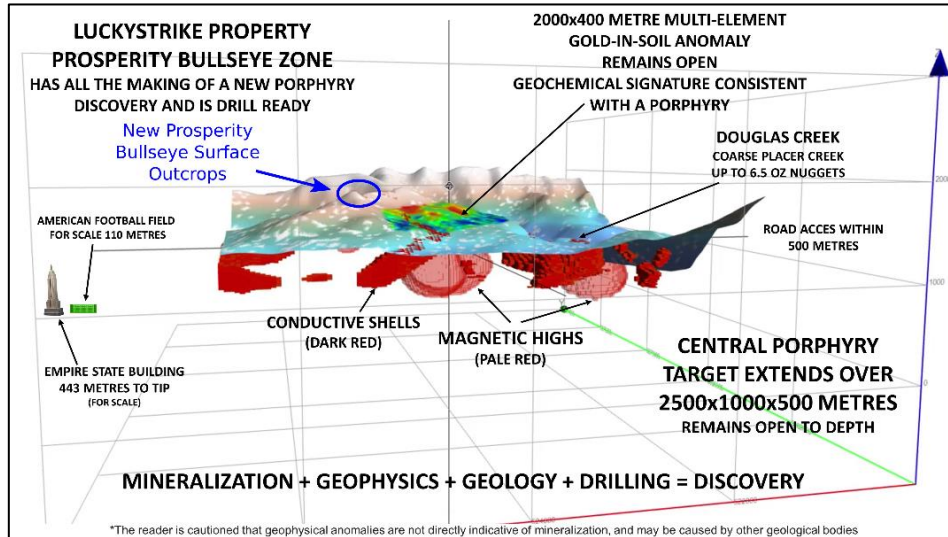 LUCKYSTRIKE PROPERTY
PROSPERITY BULLSEYE ZONE
HAS ALL THE MAKING OF A NEW PORPHYRY
DISCOVERY AND IS DRILL READY
New Prosperity
Bullseye Surface
Outcrops
2000x400 METRE MULTI-ELEMENT
GOLD-IN-SOIL ANOMALY
REMAINS OPEN
GEOCHEMICAL SIGNATURE CONSISTENT
WITH A PORPHYRY
DOUGLAS CREEK
COARSE PLACER CREEK
UP TO 6.5 OZ NUGGETS
AMERICAN FOOTBALL FIELD
FOR SCALE 110 METRES
ROAD ACCES WITHIN
500 METRES
CONDUCTIVE SHELLS
(DARK RED)
MAGNETIC HIGHS
(PALE RED)
EMPIRE STATE BUILDING
443 METRES TO TIP
(FOR SCALE)
CENTRAL PORPHYRY
TARGET EXTENDS OVER
2500x1000x500 METRES
REMAINS OPEN TO DEPTH
MINERALIZATION + GEOPHYSICS + GEOLOGY + DRILLING = DISCOVERY
*The reader is cautioned that geophysical anomalies are not directly indicative of mineralization, and may be caused by other geological bodies
Z
1000
0